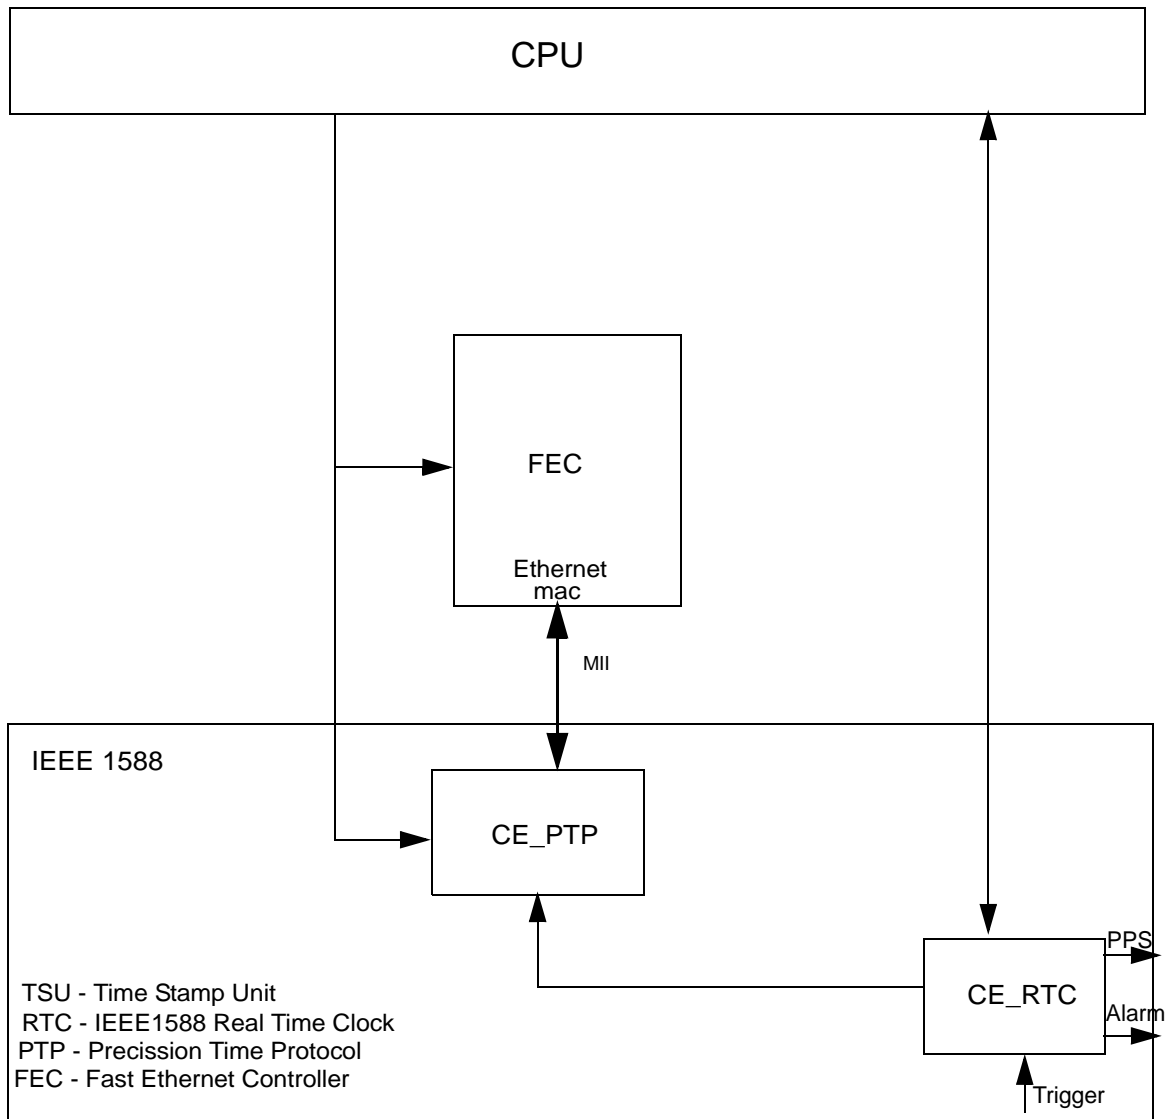 CPU
FEC
Ethernet
mac
MII
IEEE 1588
CE_PTP
PPS
CE_RTC
Alarm
Trigger
TSU - Time Stamp Unit
RTC - IEEE1588 Real Time Clock
PTP - Precission Time Protocol
FEC - Fast Ethernet Controller